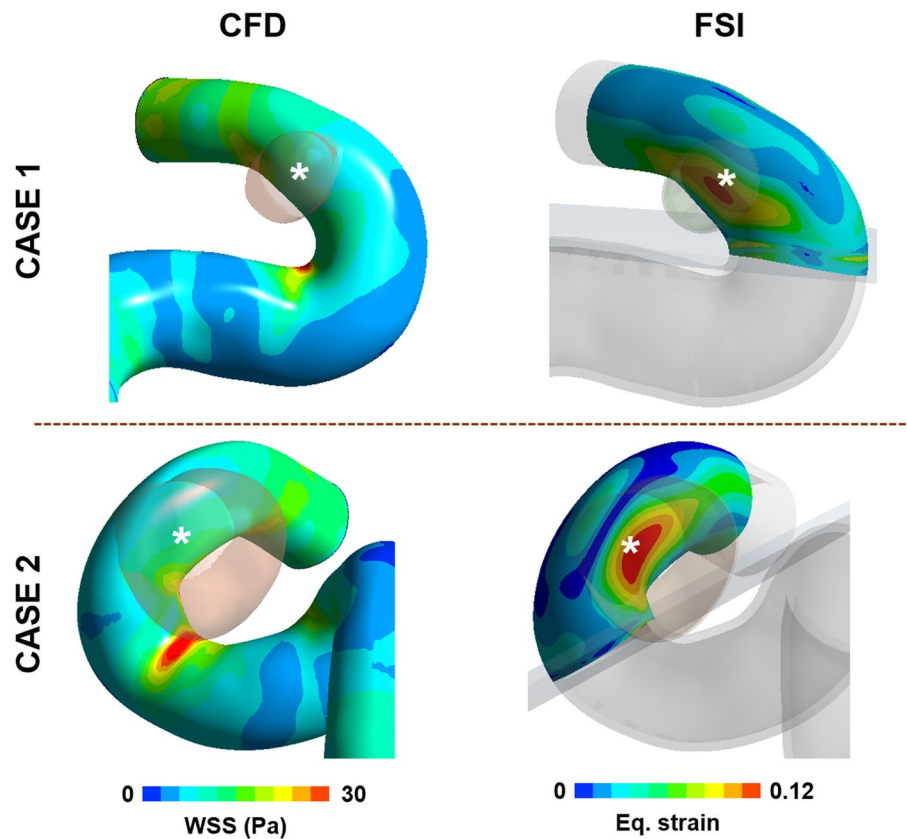 CFD FSI
CASE 1
*
*
CASE 2
*
*
0 30
WSS (Pa)
0 0.12
Eq. strain